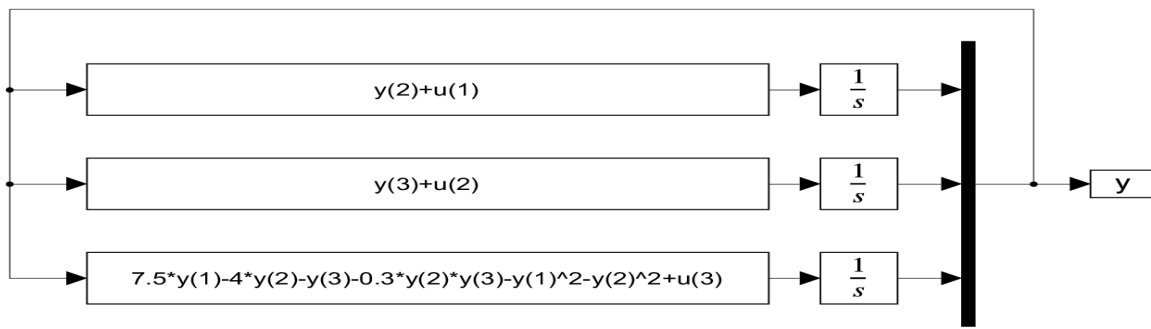 y(2)+u(1)
1
s
y(3)+u(2)
1
s
y
7.5*y(1)-4*y(2)-y(3)-0.3*y(2)*y(3)-y(1)^2-y(2)^2+u(3)
1
s